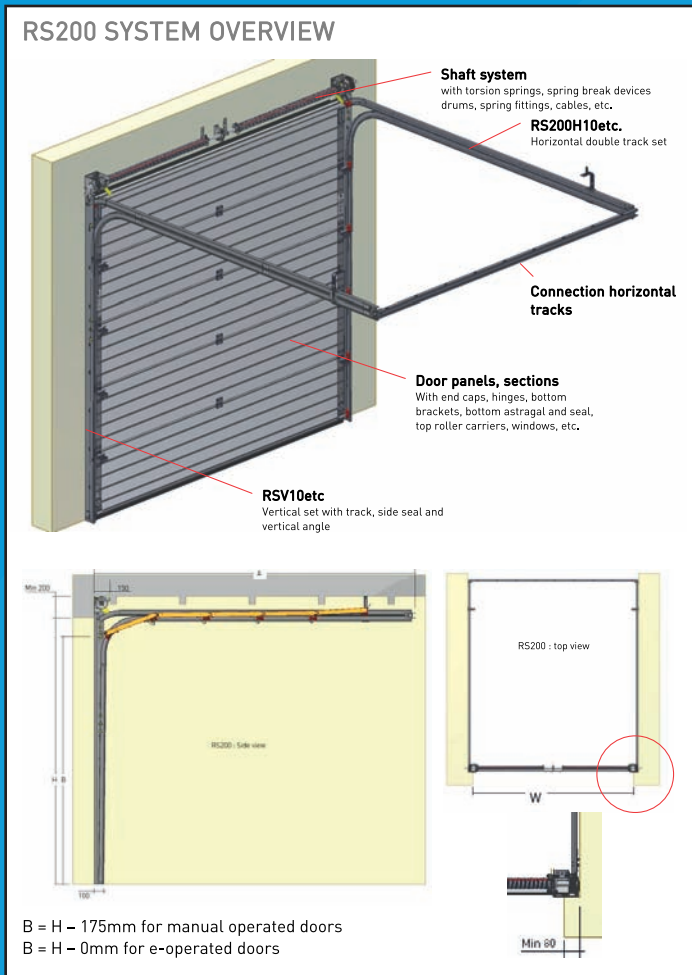 RS200 SYSTEM OVERVIEW
Shaft system
with torsion springs, spring break devices
drums, spring fittings, cables, etc.
RS200H10etc.
Horizontal double track set
Connection horizontal
tracks
Door panels, sections
With end caps, hinges, bottom
brackets, bottom astragal and seal,
top roller carriers, windows, etc.
RSV10etc
Vertical set with track, side seal and
vertical angle
Min 200
150
H
B
RS200 : Side view
100
RS200 : top view
W
Min 80
B = H – 175mm for manual operated doors
B = H – 0mm for e-operated doors